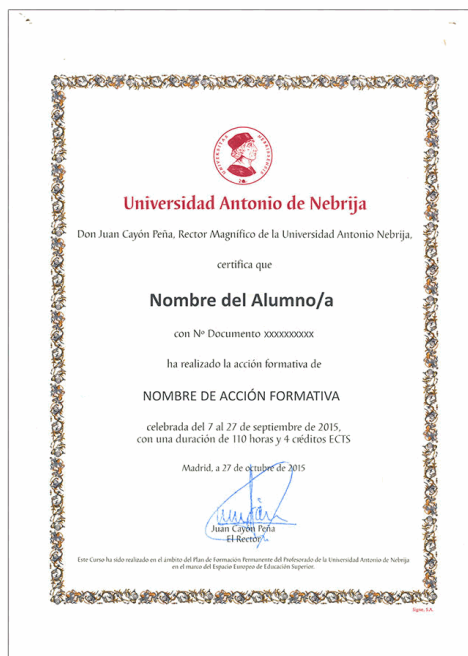 Universidad Antonio de Nebrija
Don Juan Cayón Peña, Rector Magnífico de la Universidad Antonio Nebrija,
certifica que
Nombre del Alumno/a
con Nº Documento xxxxxxxxxx
ha realizado la acción formativa de
NOMBRE DE ACCIÓN FORMATIVA
celebrada del 7 al 27 de septiembre de 2015,
con una duración de 110 horas y 4 créditos ECTS
Madrid, a 27 de octubre de 2015
Juan Cayón Peña
El Rector
Este Curso ha sido realizado en el ámbito del Plan de Formación Permanente del Profesorado de la Universidad Antonio de Nebrija
en el marco del Espacio Europeo de Educación Superior.
Signe, S.A.